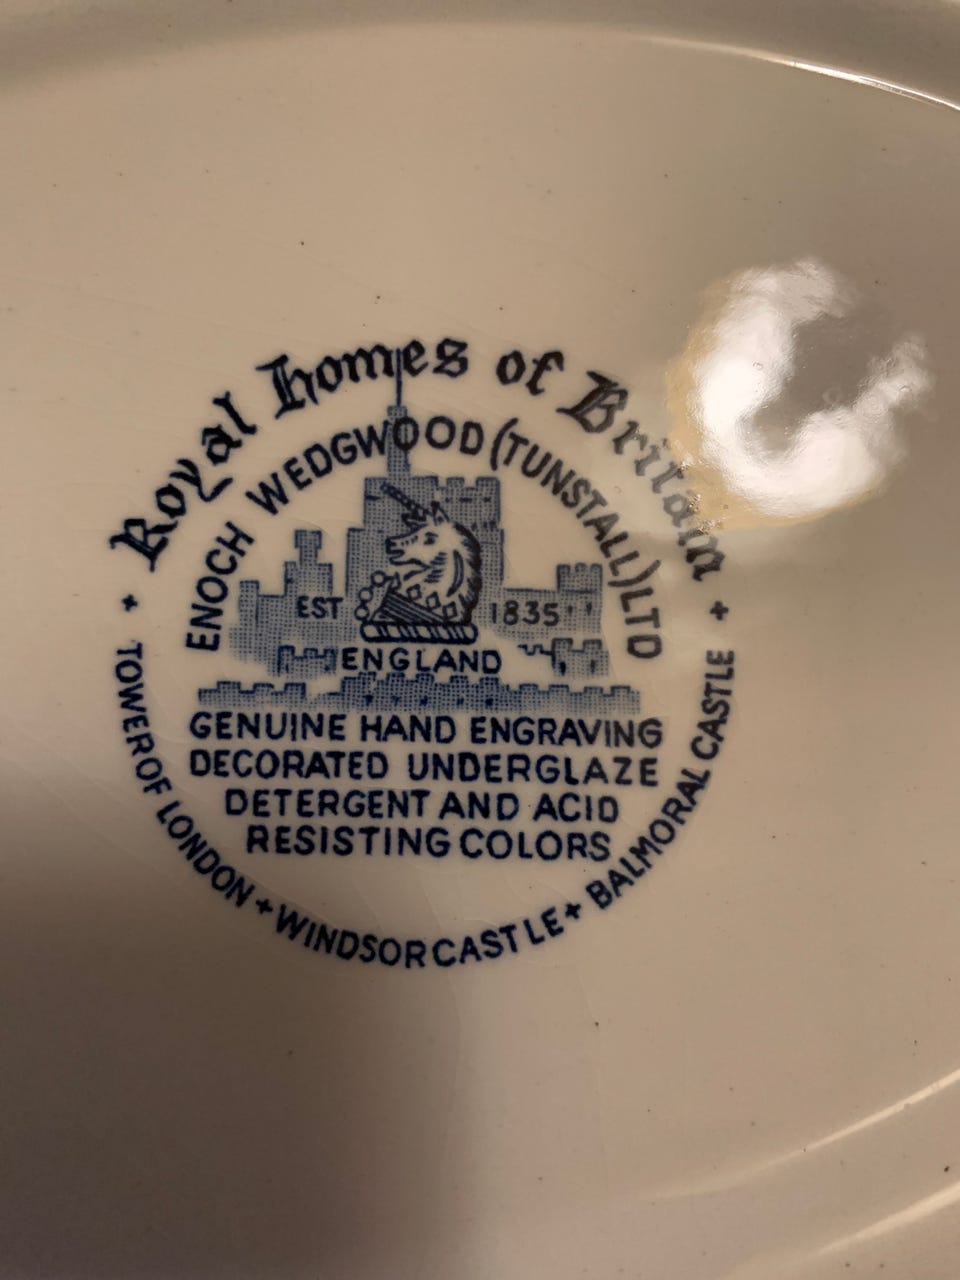 Royal homes of Britain
ENOCH WEDGWOOD (TUNSTALL) LTD
EST 1835
ENGLAND
GENUINE HAND ENGRAVING
DECORATED UNDERGLAZE
DETERGENT AND ACID
RESISTING COLORS
+ TOWER OF LONDON + WINDSOR CASTLE + BALMORAL CASTLE +